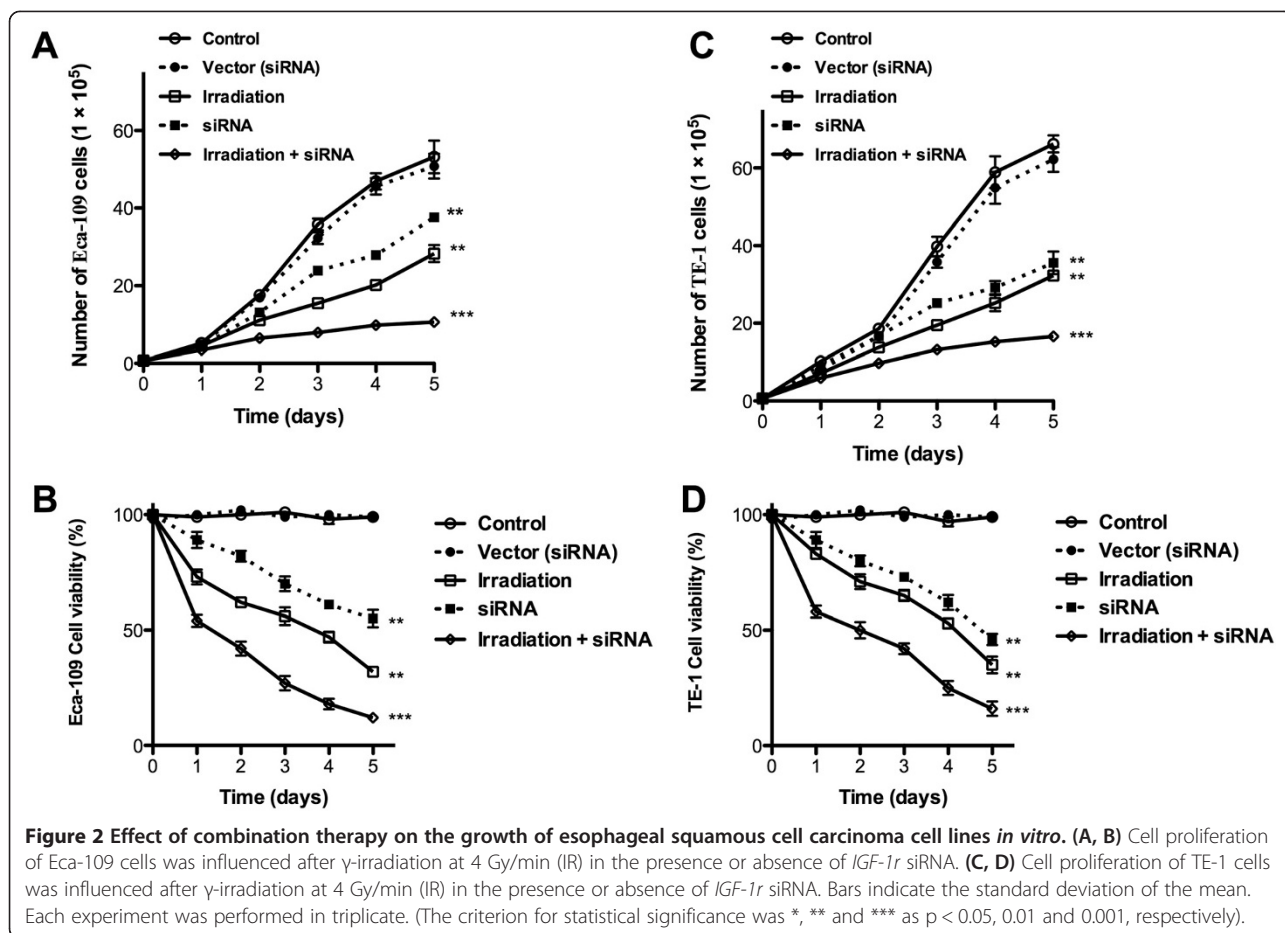 A
Control
Vector (siRNA)
Irradiation
siRNA
Irradiation + siRNA
Number of Eca-109 cells (1 × 10⁵)
60
40
20
0
**
**
***
0 1 2 3 4 5
Time (days)
C
Control
Vector (siRNA)
Irradiation
siRNA
Irradiation + siRNA
Number of TE-1 cells (1 × 10⁵)
60
40
20
0
**
**
***
0 1 2 3 4 5
Time (days)
B
Eca-109 Cell viability (%)
100
50
0
**
**
***
0 1 2 3 4 5
Time (days)
Control
Vector (siRNA)
Irradiation
siRNA
Irradiation + siRNA
D
TE-1 Cell viability (%)
100
50
0
**
**
***
0 1 2 3 4 5
Time (days)
Control
Vector (siRNA)
Irradiation
siRNA
Irradiation + siRNA
Figure 2 Effect of combination therapy on the growth of esophageal squamous cell carcinoma cell lines in vitro. (A, B) Cell proliferation
of Eca-109 cells was influenced after γ-irradiation at 4 Gy/min (IR) in the presence or absence of IGF-1r siRNA. (C, D) Cell proliferation of TE-1 cells
was influenced after γ-irradiation at 4 Gy/min (IR) in the presence or absence of IGF-1r siRNA. Bars indicate the standard deviation of the mean.
Each experiment was performed in triplicate. (The criterion for statistical significance was *, ** and *** as p < 0.05, 0.01 and 0.001, respectively).